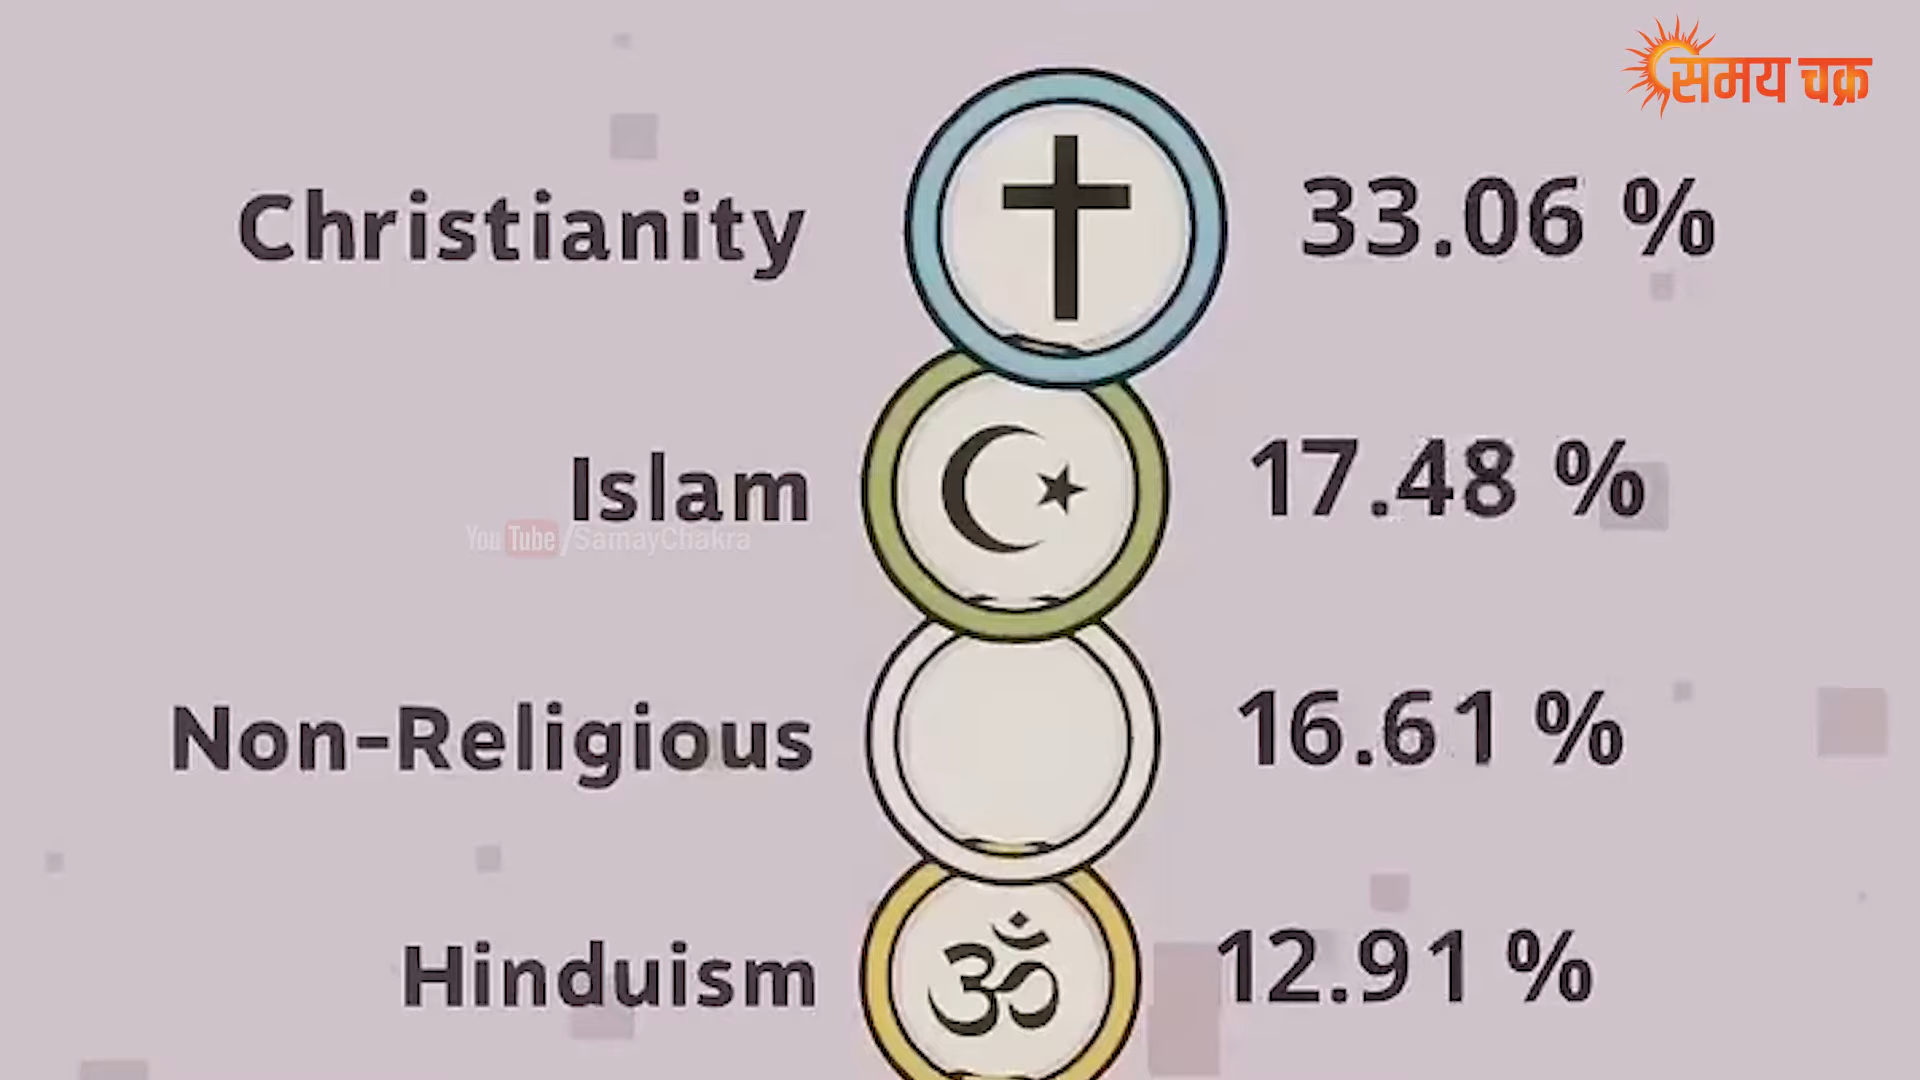 समय चक्र
Christianity 33.06 %
Islam 17.48 %
YouTube/SamayChakra
Non-Religious 16.61 %
Hinduism 12.91 %